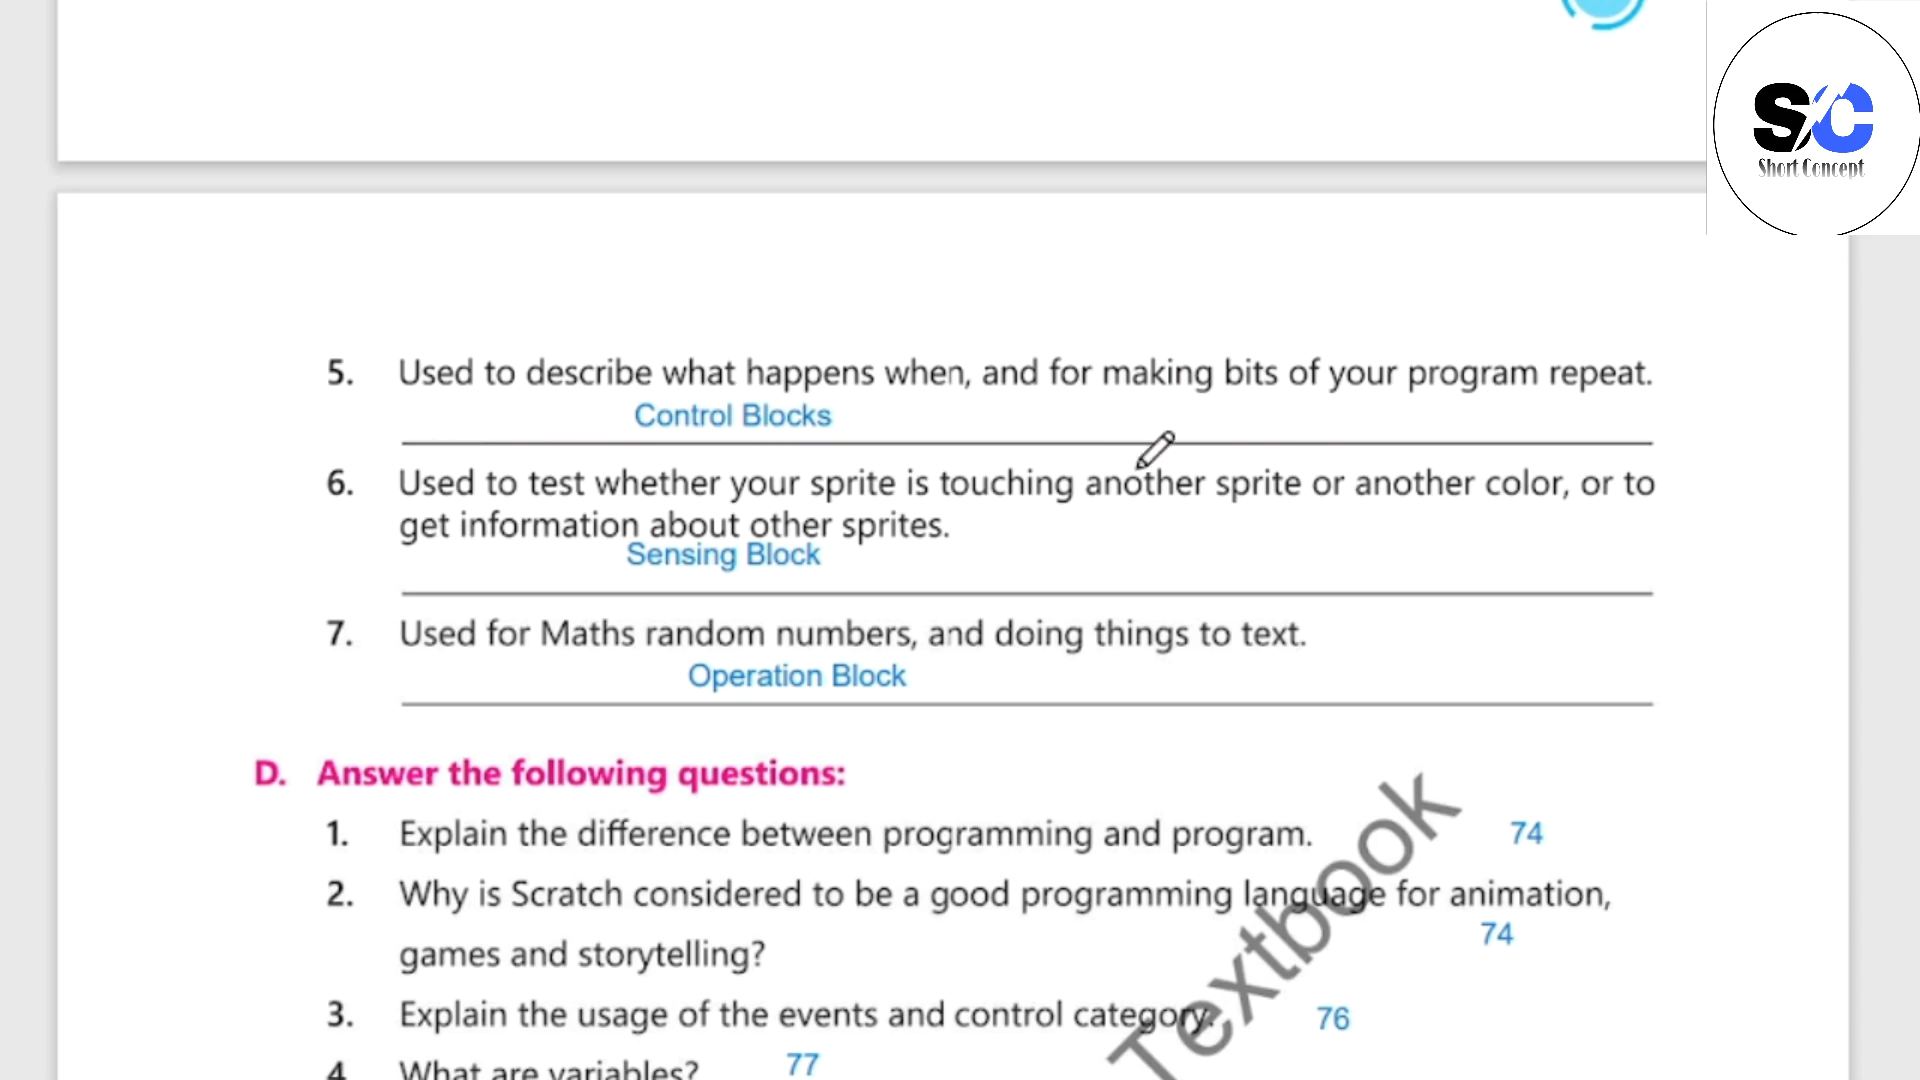 SC
Short Concept
5. Used to describe what happens when, and for making bits of your program repeat.
Control Blocks
6. Used to test whether your sprite is touching another sprite or another color, or to
get information about other sprites.
Sensing Block
7. Used for Maths random numbers, and doing things to text.
Operation Block
D. Answer the following questions:
1. Explain the difference between programming and program. 74
2. Why is Scratch considered to be a good programming language for animation,
74
games and storytelling?
3. Explain the usage of the events and control category. 76
4. What are variables? 77
Textbook